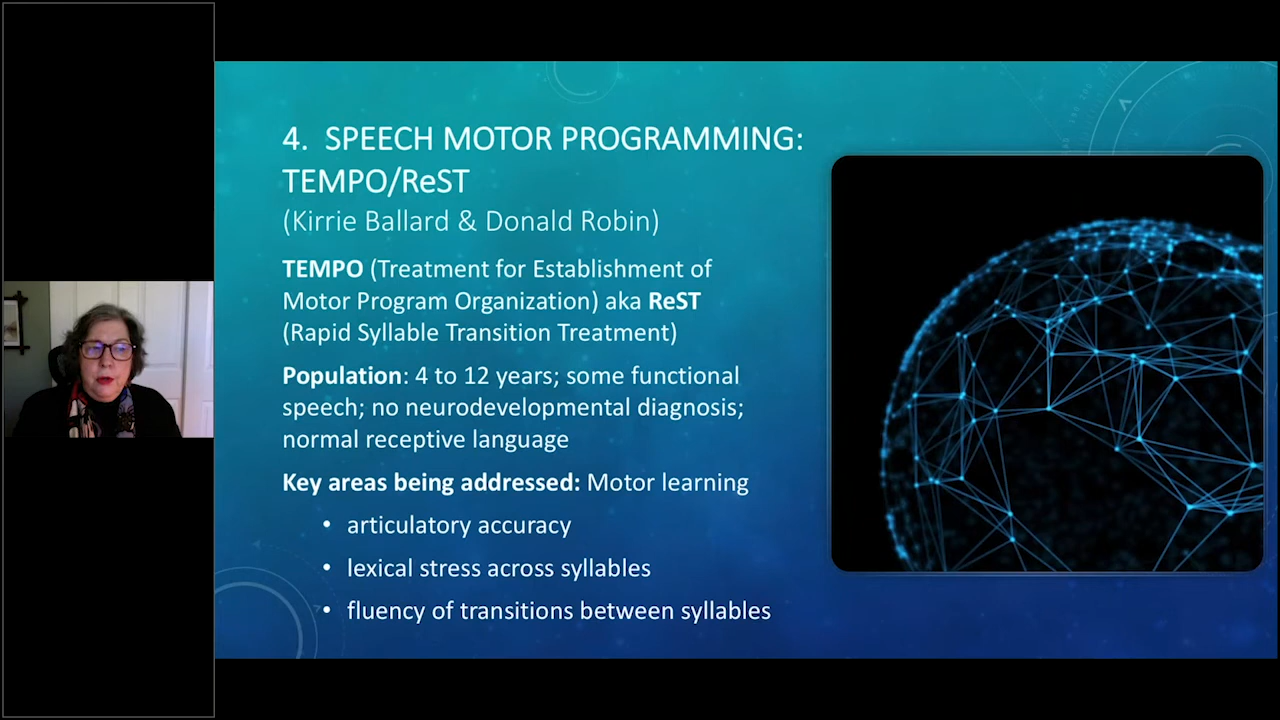 4. SPEECH MOTOR PROGRAMMING:
TEMPO/ReST
(Kirrie Ballard & Donald Robin)
TEMPO (Treatment for Establishment of
Motor Program Organization) aka ReST
(Rapid Syllable Transition Treatment)
Population: 4 to 12 years; some functional
speech; no neurodevelopmental diagnosis;
normal receptive language
Key areas being addressed: Motor learning
• articulatory accuracy
• lexical stress across syllables
• fluency of transitions between syllables